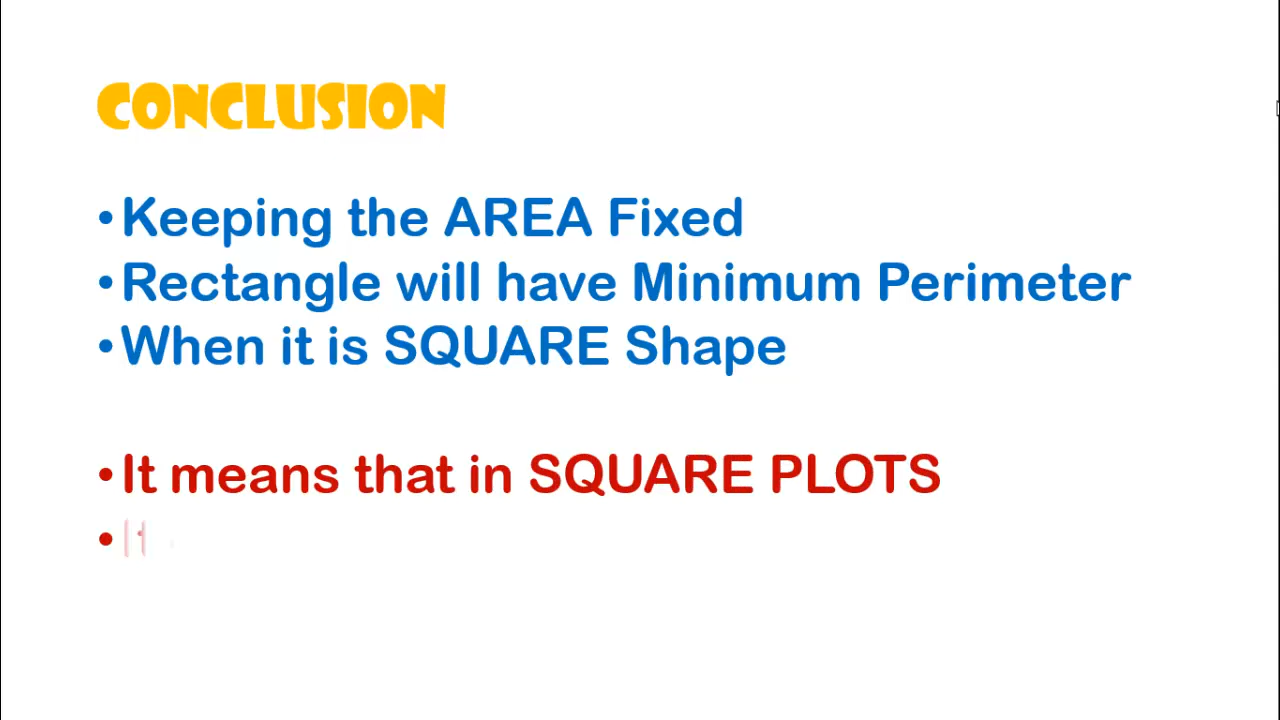 CONCLUSION
•Keeping the AREA Fixed
•Rectangle will have Minimum Perimeter
•When it is SQUARE Shape
•It means that in SQUARE PLOTS
•